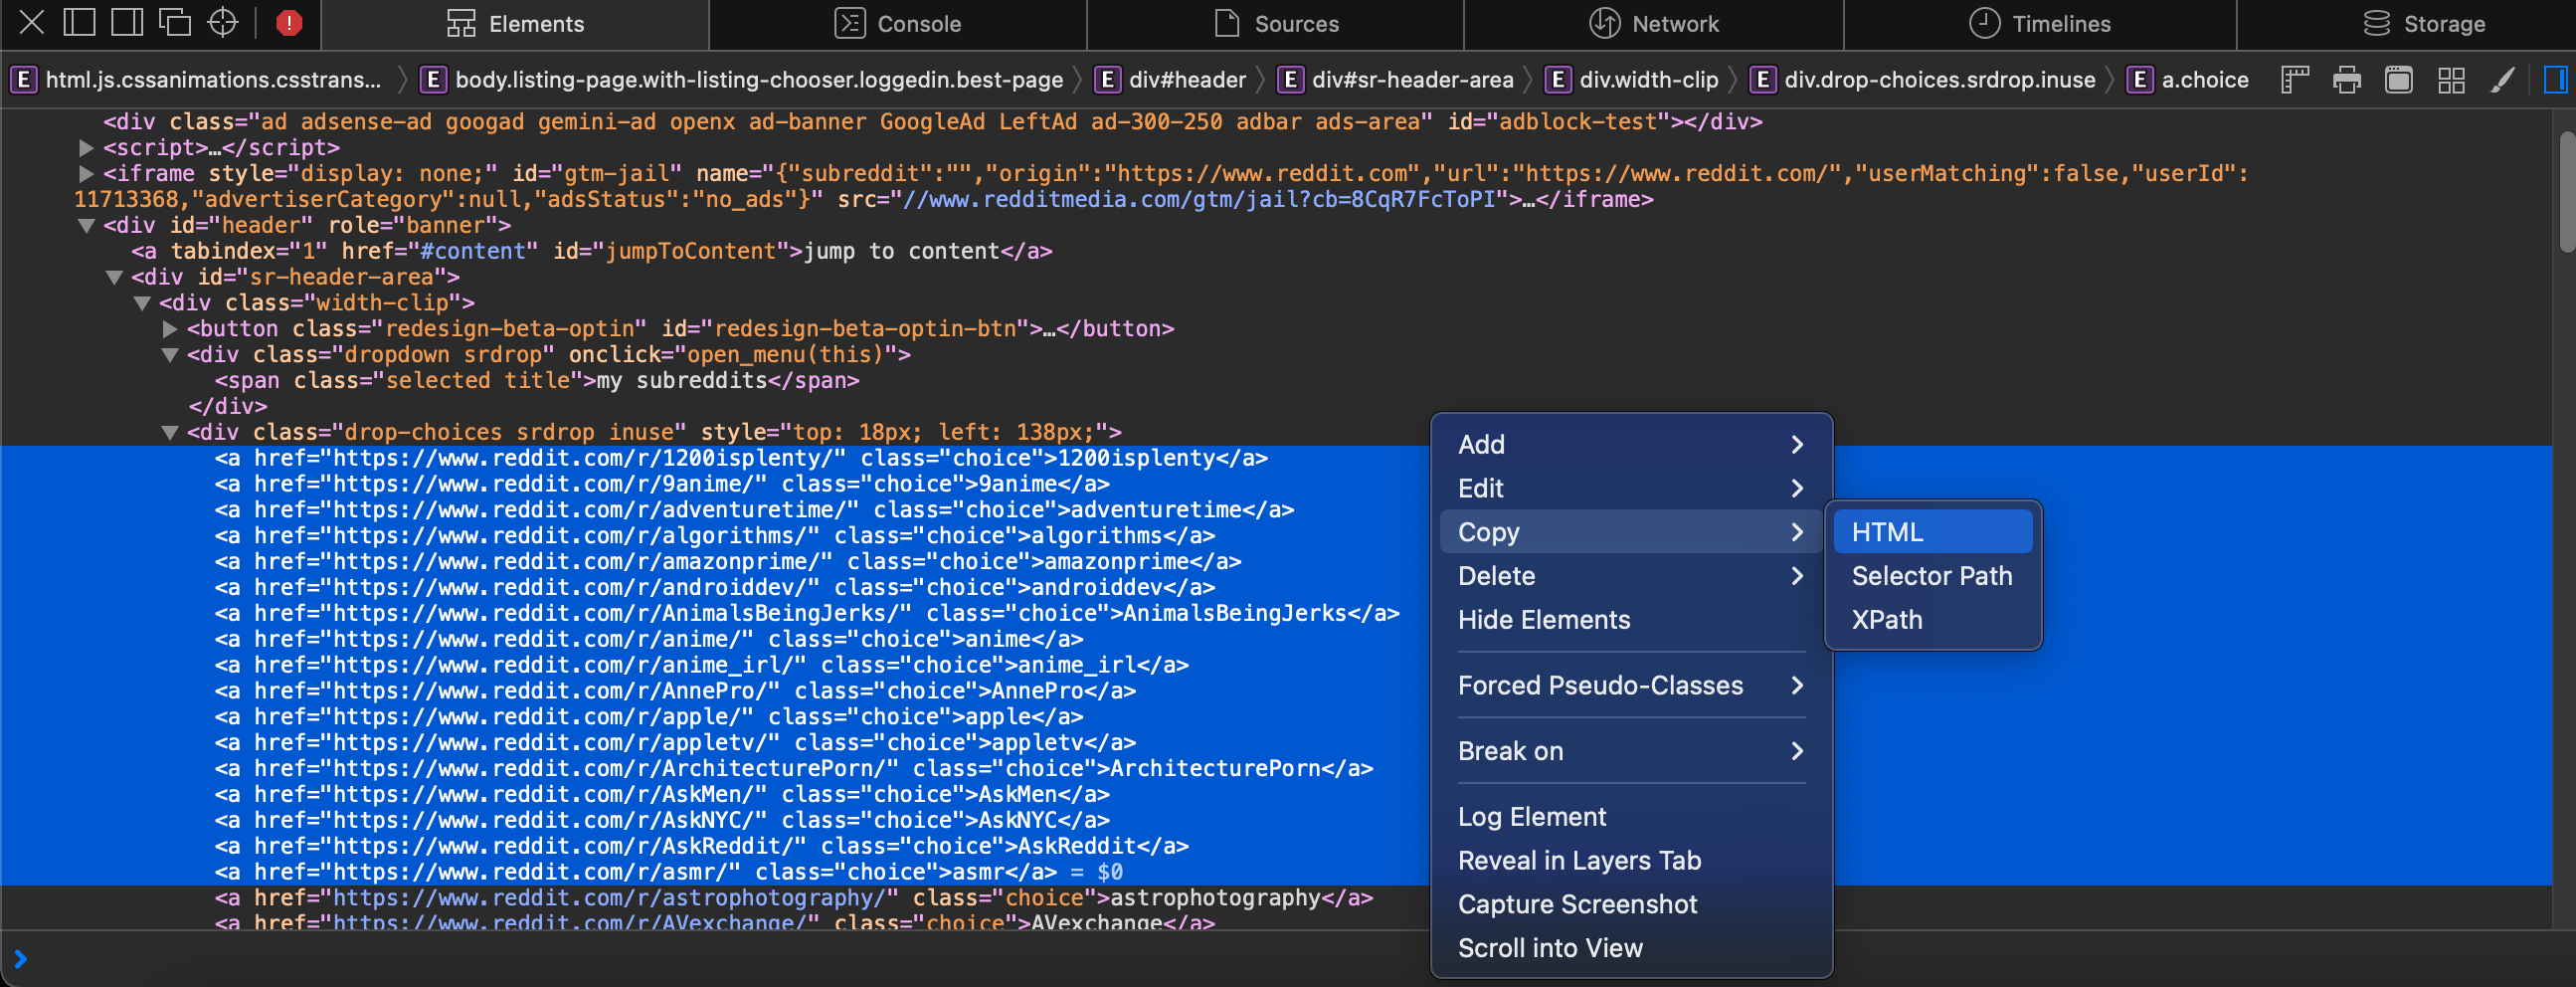 Elements Console Sources Network Timelines Storage
E html.js.cssanimations.csstrans... E body.listing-page.with-listing-chooser.loggedin.best-page E div#header E div#sr-header-area E div.width-clip E div.drop-choices.srdrop.inuse E a.choice
<div class="ad adsense-ad googad gemini-ad openx ad-banner GoogleAd LeftAd ad-300-250 adbar ads-area" id="adblock-test"></div>
<script>…</script>
<iframe style="display: none;" id="gtm-jail" name="{"subreddit":"","origin":"https://www.reddit.com","url":"https://www.reddit.com/","userMatching":false,"userId":
11713368,"advertiserCategory":null,"adsStatus":"no_ads"}" src="//www.redditmedia.com/gtm/jail?cb=8CqR7FcToPI">…</iframe>
<div id="header" role="banner">
<a tabindex="1" href="#content" id="jumpToContent">jump to content</a>
<div id="sr-header-area">
<div class="width-clip">
<button class="redesign-beta-optin" id="redesign-beta-optin-btn">…</button>
<div class="dropdown srdrop" onclick="open_menu(this)">
<span class="selected title">my subreddits</span>
</div>
<div class="drop-choices srdrop inuse" style="top: 18px; left: 138px;">
<a href="https://www.reddit.com/r/1200isplenty/" class="choice">1200isplenty</a>
<a href="https://www.reddit.com/r/9anime/" class="choice">9anime</a>
<a href="https://www.reddit.com/r/adventuretime/" class="choice">adventuretime</a>
<a href="https://www.reddit.com/r/algorithms/" class="choice">algorithms</a>
<a href="https://www.reddit.com/r/amazonprime/" class="choice">amazonprime</a>
<a href="https://www.reddit.com/r/androiddev/" class="choice">androiddev</a>
<a href="https://www.reddit.com/r/AnimalsBeingJerks/" class="choice">AnimalsBeingJerks</a>
<a href="https://www.reddit.com/r/anime/" class="choice">anime</a>
<a href="https://www.reddit.com/r/anime_irl/" class="choice">anime_irl</a>
<a href="https://www.reddit.com/r/AnnePro/" class="choice">AnnePro</a>
<a href="https://www.reddit.com/r/apple/" class="choice">apple</a>
<a href="https://www.reddit.com/r/appletv/" class="choice">appletv</a>
<a href="https://www.reddit.com/r/ArchitecturePorn/" class="choice">ArchitecturePorn</a>
<a href="https://www.reddit.com/r/AskMen/" class="choice">AskMen</a>
<a href="https://www.reddit.com/r/AskNYC/" class="choice">AskNYC</a>
<a href="https://www.reddit.com/r/AskReddit/" class="choice">AskReddit</a>
<a href="https://www.reddit.com/r/asmr/" class="choice">asmr</a> = $0
<a href="https://www.reddit.com/r/astrophotography/" class="choice">astrophotography</a>
<a href="https://www.reddit.com/r/AVexchange/" class="choice">AVexchange</a>
Add
Edit
Copy
Delete
Hide Elements
Forced Pseudo-Classes
Break on
Log Element
Reveal in Layers Tab
Capture Screenshot
Scroll into View
HTML
Selector Path
XPath